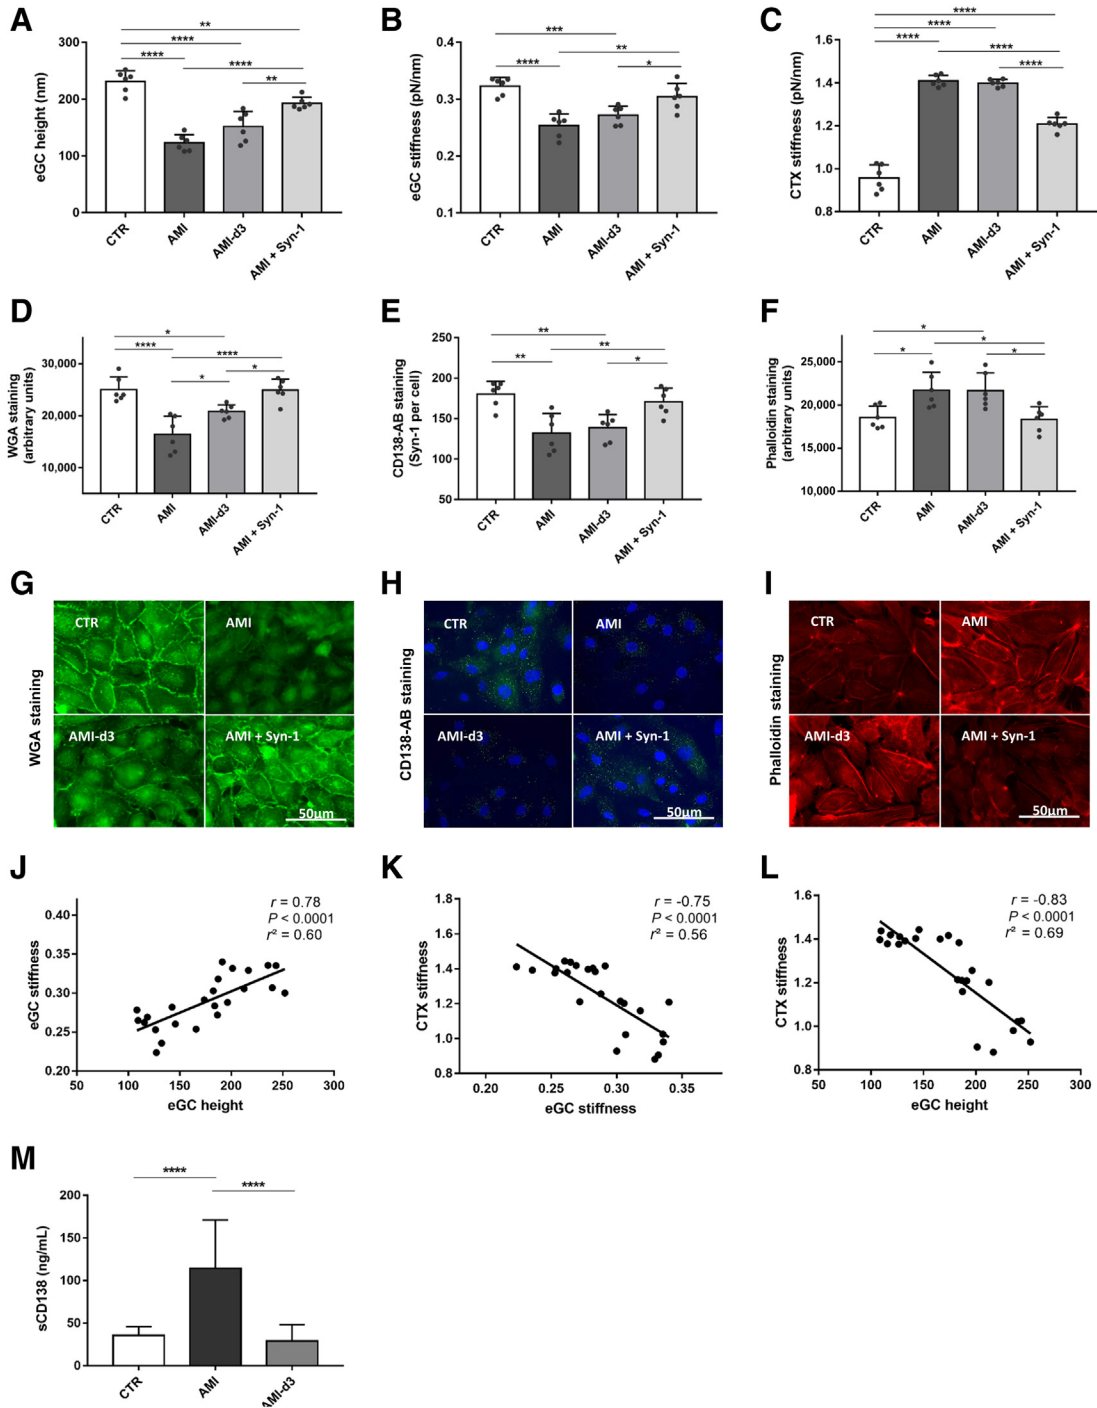 A
B
C
**
****
****
****
**
eGC height (nm)
300
200
100
0
CTR
AMI
AMI-d3
AMI + Syn-1
***
**
****
*
eGC stiffness (pN/nm)
0.4
0.3
0.2
0.1
CTR
AMI
AMI-d3
AMI + Syn-1
****
****
****
****
****
CTX stiffness (pN/nm)
1.6
1.4
1.2
1.0
0.8
CTR
AMI
AMI-d3
AMI + Syn-1
D
E
F
*
****
****
*
*
WGA staining
(arbitrary units)
30,000
20,000
10,000
CTR
AMI
AMI-d3
AMI + Syn-1
**
**
**
*
CD138-AB staining
(Syn-1 per cell)
250
200
150
100
50
CTR
AMI
AMI-d3
AMI + Syn-1
*
*
*
*
Phalloidin staining
(arbitrary units)
25,000
20,000
15,000
10,000
CTR
AMI
AMI-d3
AMI + Syn-1
G
H
I
WGA staining
CTR
AMI
AMI-d3
AMI + Syn-1
50µm
CD138-AB staining
CTR
AMI
AMI-d3
AMI + Syn-1
50µm
Phalloidin staining
CTR
AMI
AMI-d3
AMI + Syn-1
50µm
J
K
L
r = 0.78
P < 0.0001
r² = 0.60
eGC stiffness
0.40
0.35
0.30
0.25
0.20
50
100
150
200
250
300
eGC height
r = -0.75
P < 0.0001
r² = 0.56
CTX stiffness
1.8
1.6
1.4
1.2
1.0
0.8
0.20
0.25
0.30
0.35
eGC stiffness
r = -0.83
P < 0.0001
r² = 0.69
CTX stiffness
1.6
1.4
1.2
1.0
0.8
50
100
150
200
250
300
eGC height
M
****
****
sCD138 (ng/mL)
200
150
100
50
0
CTR
AMI
AMI-d3